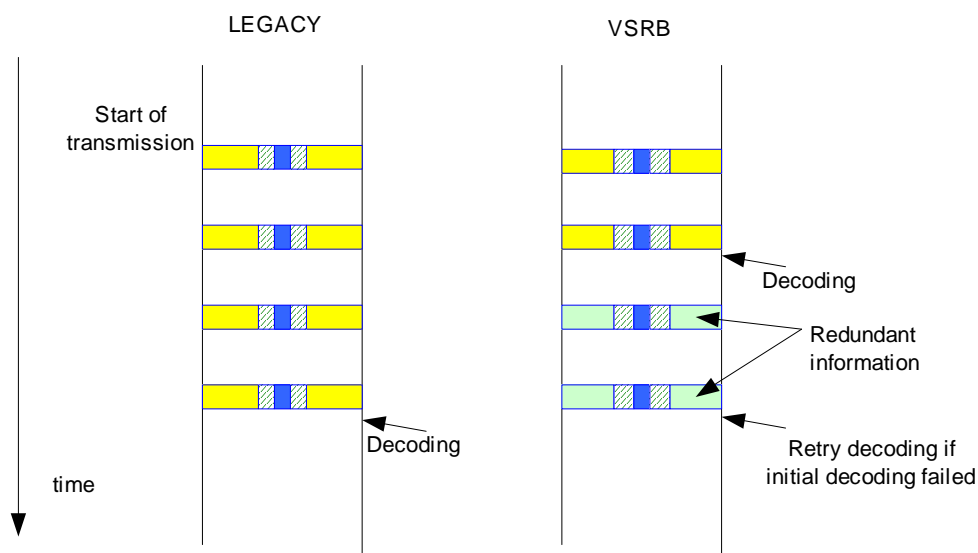 LEGACY
VSRB
Start of
transmission
Decoding
Redundant
information
Decoding
Retry decoding if
initial decoding failed
time